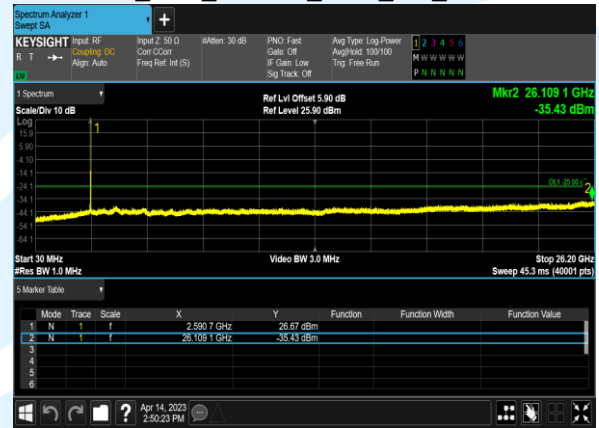 Spectrum Analyzer 1
Swept SA
+
KEYSIGHT Input: RF Input Z: 50 Ω #Atten: 30 dB PNO: Fast Avg Type: Log-Power 1 2 3 4 5 6
R T Coupling: DC Corr CCorr Gate: Off Avg|Hold: 100/100 M W W W W W
Align: Auto Freq Ref: Int (S) IF Gain: Low Trig: Free Run P N N N N N
LV Sig Track: Off
1 Spectrum Ref Lvl Offset 5.90 dB Mkr2 26.109 1 GHz
Scale/Div 10 dB Ref Level 25.90 dBm -35.43 dBm
Log
15.9 1
5.90
-4.10
-14.1
-24.1 DL1 -25.00
-34.1 2
-44.1
-54.1
-64.1
Start 30 MHz Video BW 3.0 MHz Stop 26.20 GHz
#Res BW 1.0 MHz Sweep 45.3 ms (40001 pts)
5 Marker Table
Mode Trace Scale X Y Function Function Width Function Value
1 N 1 f 2.590 7 GHz 26.67 dBm
2 N 1 f 26.109 1 GHz -35.43 dBm
3
4
5
6
? Apr 14, 2023
2:50:23 PM